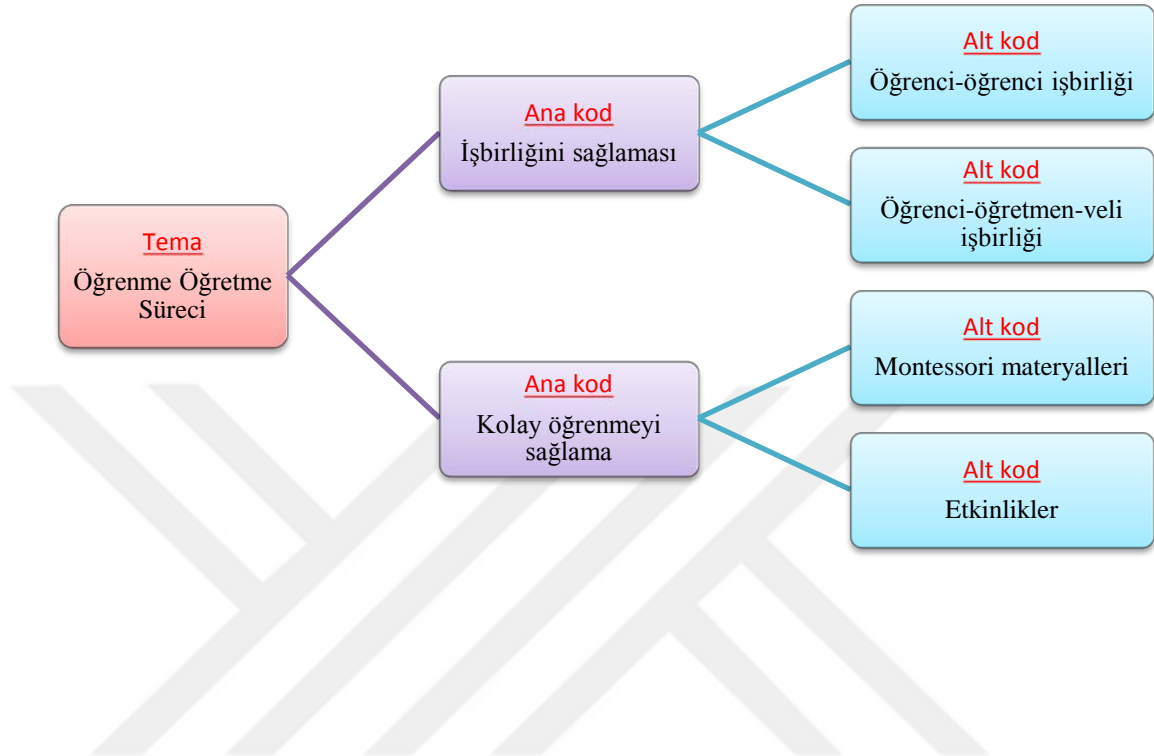 Tema
Öğrenme Öğretme
Süreci
Ana kod
İşbirliğini sağlaması
Alt kod
Öğrenci-öğrenci işbirliği
Alt kod
Öğrenci-öğretmen-veli
işbirliği
Ana kod
Kolay öğrenmeyi
sağlama
Alt kod
Montessori materyalleri
Alt kod
Etkinlikler